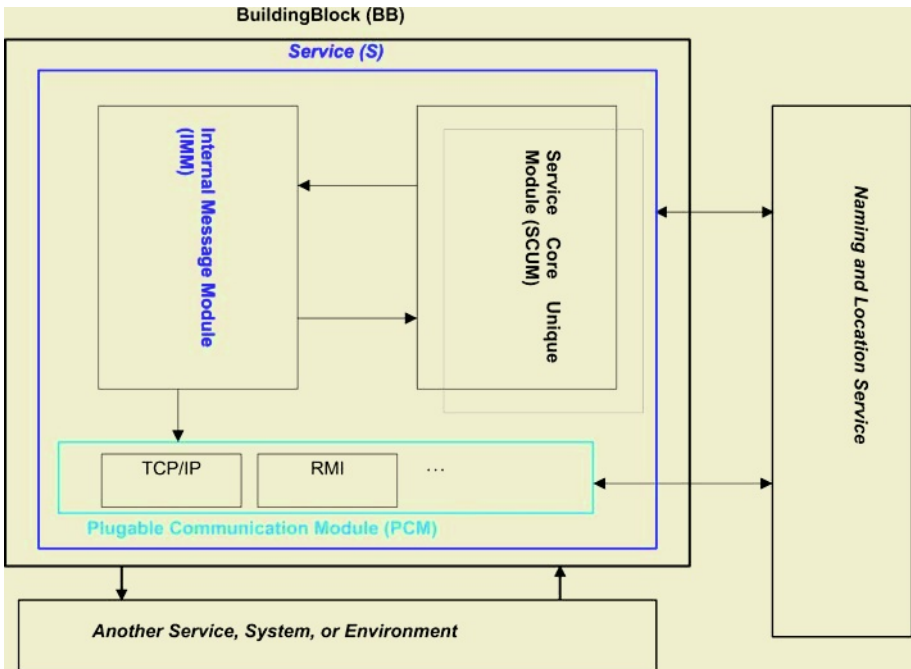 BuildingBlock (BB)
Service (S)
Internal Message Module
(IMM)
Service Core Unique
Module (SCUM)
Naming and Location Service
TCP/IP
RMI
...
Plugable Communication Module (PCM)
Another Service, System, or Environment